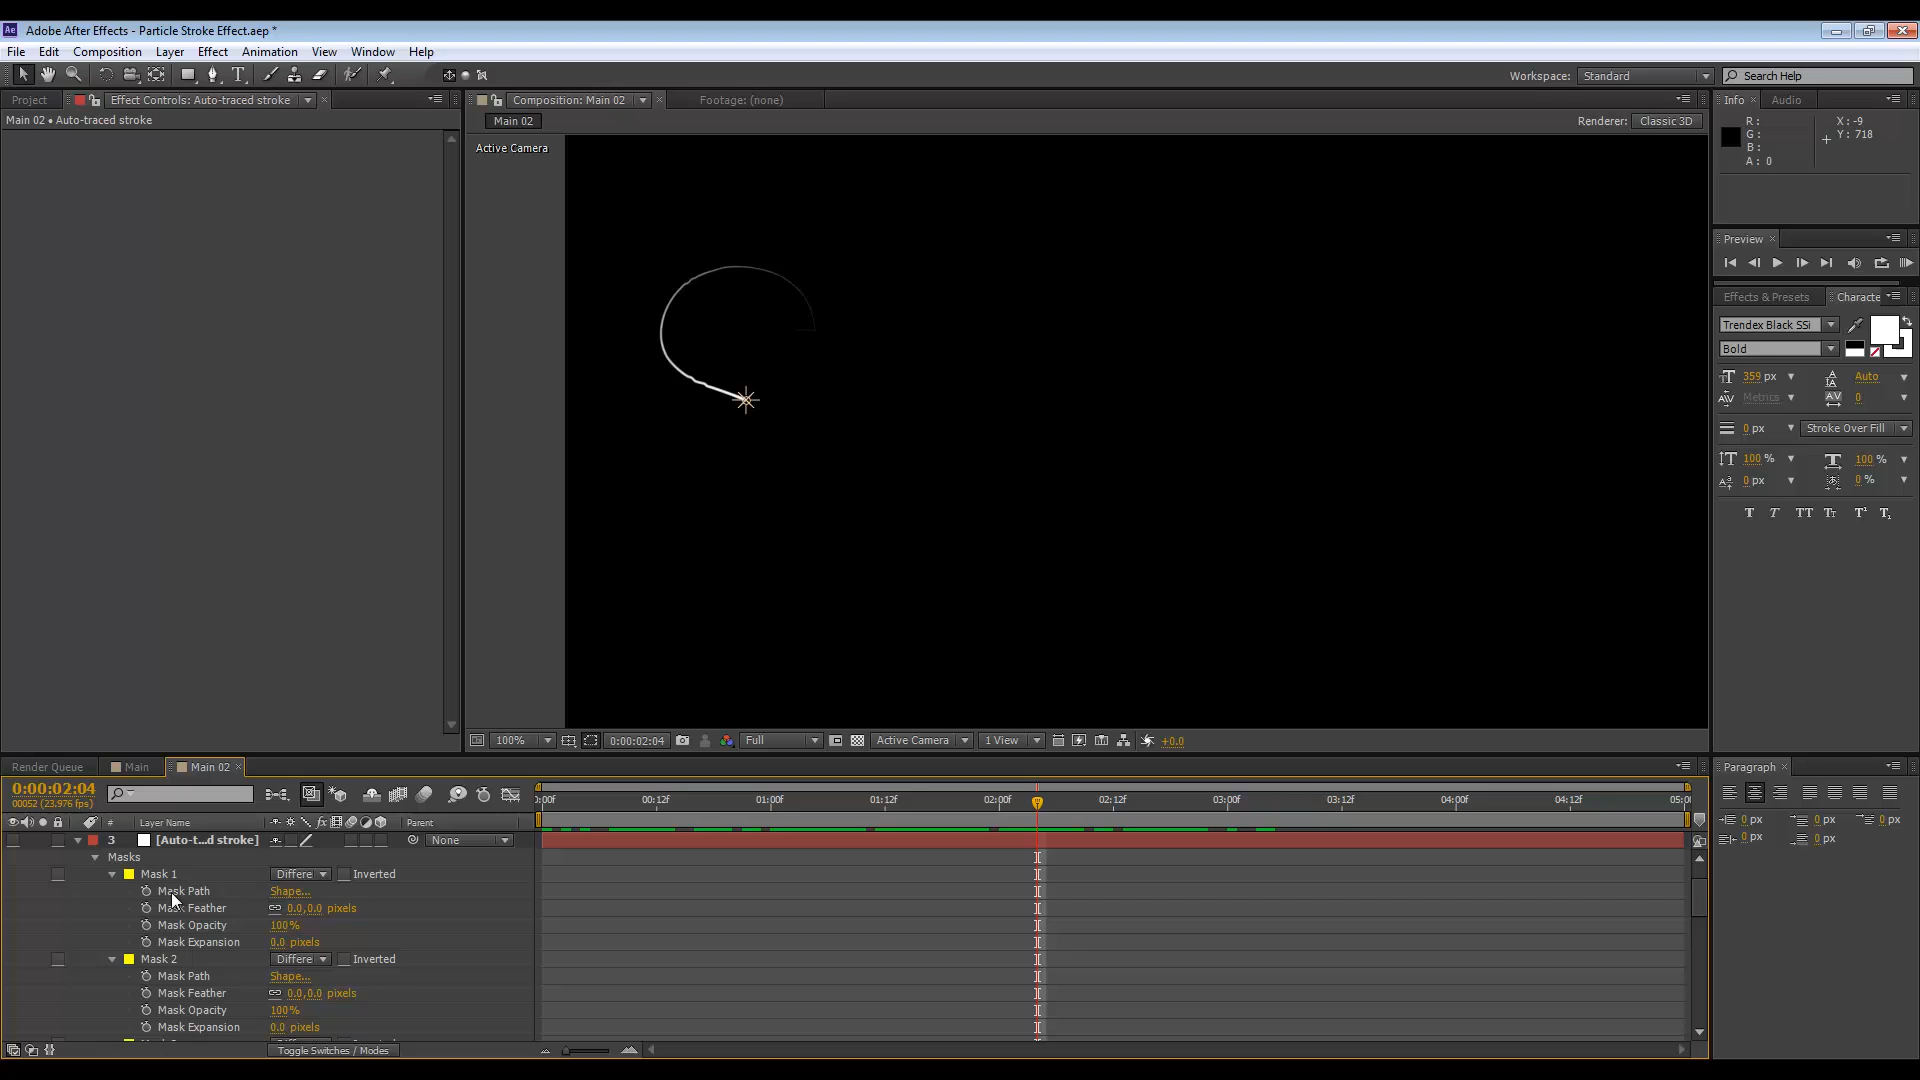 Ae Adobe After Effects - Particle Stroke Effect.aep *
File Edit Composition Layer Effect Animation View Window Help
Workspace: Standard Search Help
Project Effect Controls: Auto-traced stroke Composition: Main 02 Footage: (none) Info Audio
Main 02 • Auto-traced stroke
Main 02 Renderer: Classic 3D
Active Camera
R: X: -9
G: Y: 718
B:
A: 0
Preview
Effects & Presets Characte
Trendex Black SSi
Bold
359 px Auto
Metrics 0
0 px Stroke Over Fill
100 % 100 %
0 px 0 %
T T TT Tt T¹ T₁
100% 0:00:02:04 Full Active Camera 1 View +0.0
Render Queue Main Main 02 Paragraph
0:00:02:04
00052 (23.976 fps)
:00f 00:12f 01:00f 01:12f 02:00f 02:12f 03:00f 03:12f 04:00f 04:12f 05:0
# Layer Name Parent
3 [Auto-t...d stroke] None
0 px 0 px 0 px
0 px 0 px
Masks
Mask 1 Differe Inverted
Mask Path Shape...
Mask Feather 0.0,0.0 pixels
Mask Opacity 100%
Mask Expansion 0.0 pixels
Mask 2 Differe Inverted
Mask Path Shape...
Mask Feather 0.0,0.0 pixels
Mask Opacity 100%
Mask Expansion 0.0 pixels
Toggle Switches / Modes